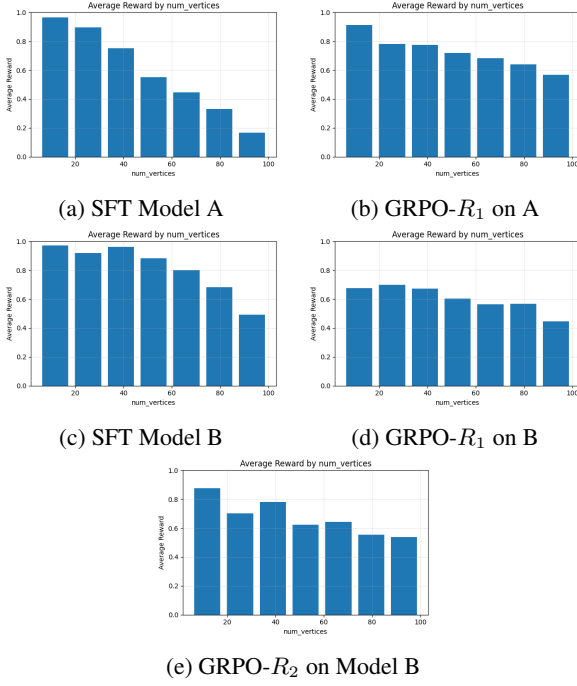 Average Reward by num_vertices
Average Reward by num_vertices
1.0
0.8
0.6
0.4
0.2
0.0
Average Reward
20 40 60 80 100
num_vertices
1.0
0.8
0.6
0.4
0.2
0.0
Average Reward
20 40 60 80 100
num_vertices
(a) SFT Model A
(b) GRPO-R₁ on A
Average Reward by num_vertices
Average Reward by num_vertices
1.0
0.8
0.6
0.4
0.2
0.0
Average Reward
20 40 60 80 100
num_vertices
1.0
0.8
0.6
0.4
0.2
0.0
Average Reward
20 40 60 80 100
num_vertices
(c) SFT Model B
(d) GRPO-R₁ on B
Average Reward by num_vertices
1.0
0.8
0.6
0.4
0.2
0.0
Average Reward
20 40 60 80 100
num_vertices
(e) GRPO-R₂ on Model B